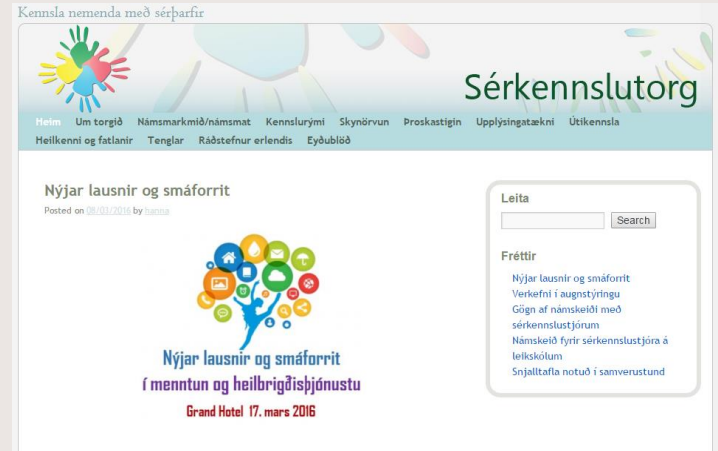 Kennsla nemenda með sérþarfir
Sérkennslutorg
Heim Um torgið Námsmarkmið/námsmat Kennslurými Skynörvun Þroskastigin Upplýsingatækni Útikennsla
Heilkenni og fatlanir Tenglar Ráðstefnur erlendis Eyðublöð
Nýjar lausnir og smáforrit
Posted on 08/03/2016 by hanna
Nýjar lausnir og smáforrit
í menntun og heilbrigðisþjónustu
Grand Hotel 17. mars 2016
Leita
Search
Fréttir
Nýjar lausnir og smáforrit
Verkefni í augnstýringu
Gögn af námskeiði með
sérkennslustjórum
Námskeið fyrir sérkennslustjóra á
leikskólum
Snjalltafla notuð í samverustund